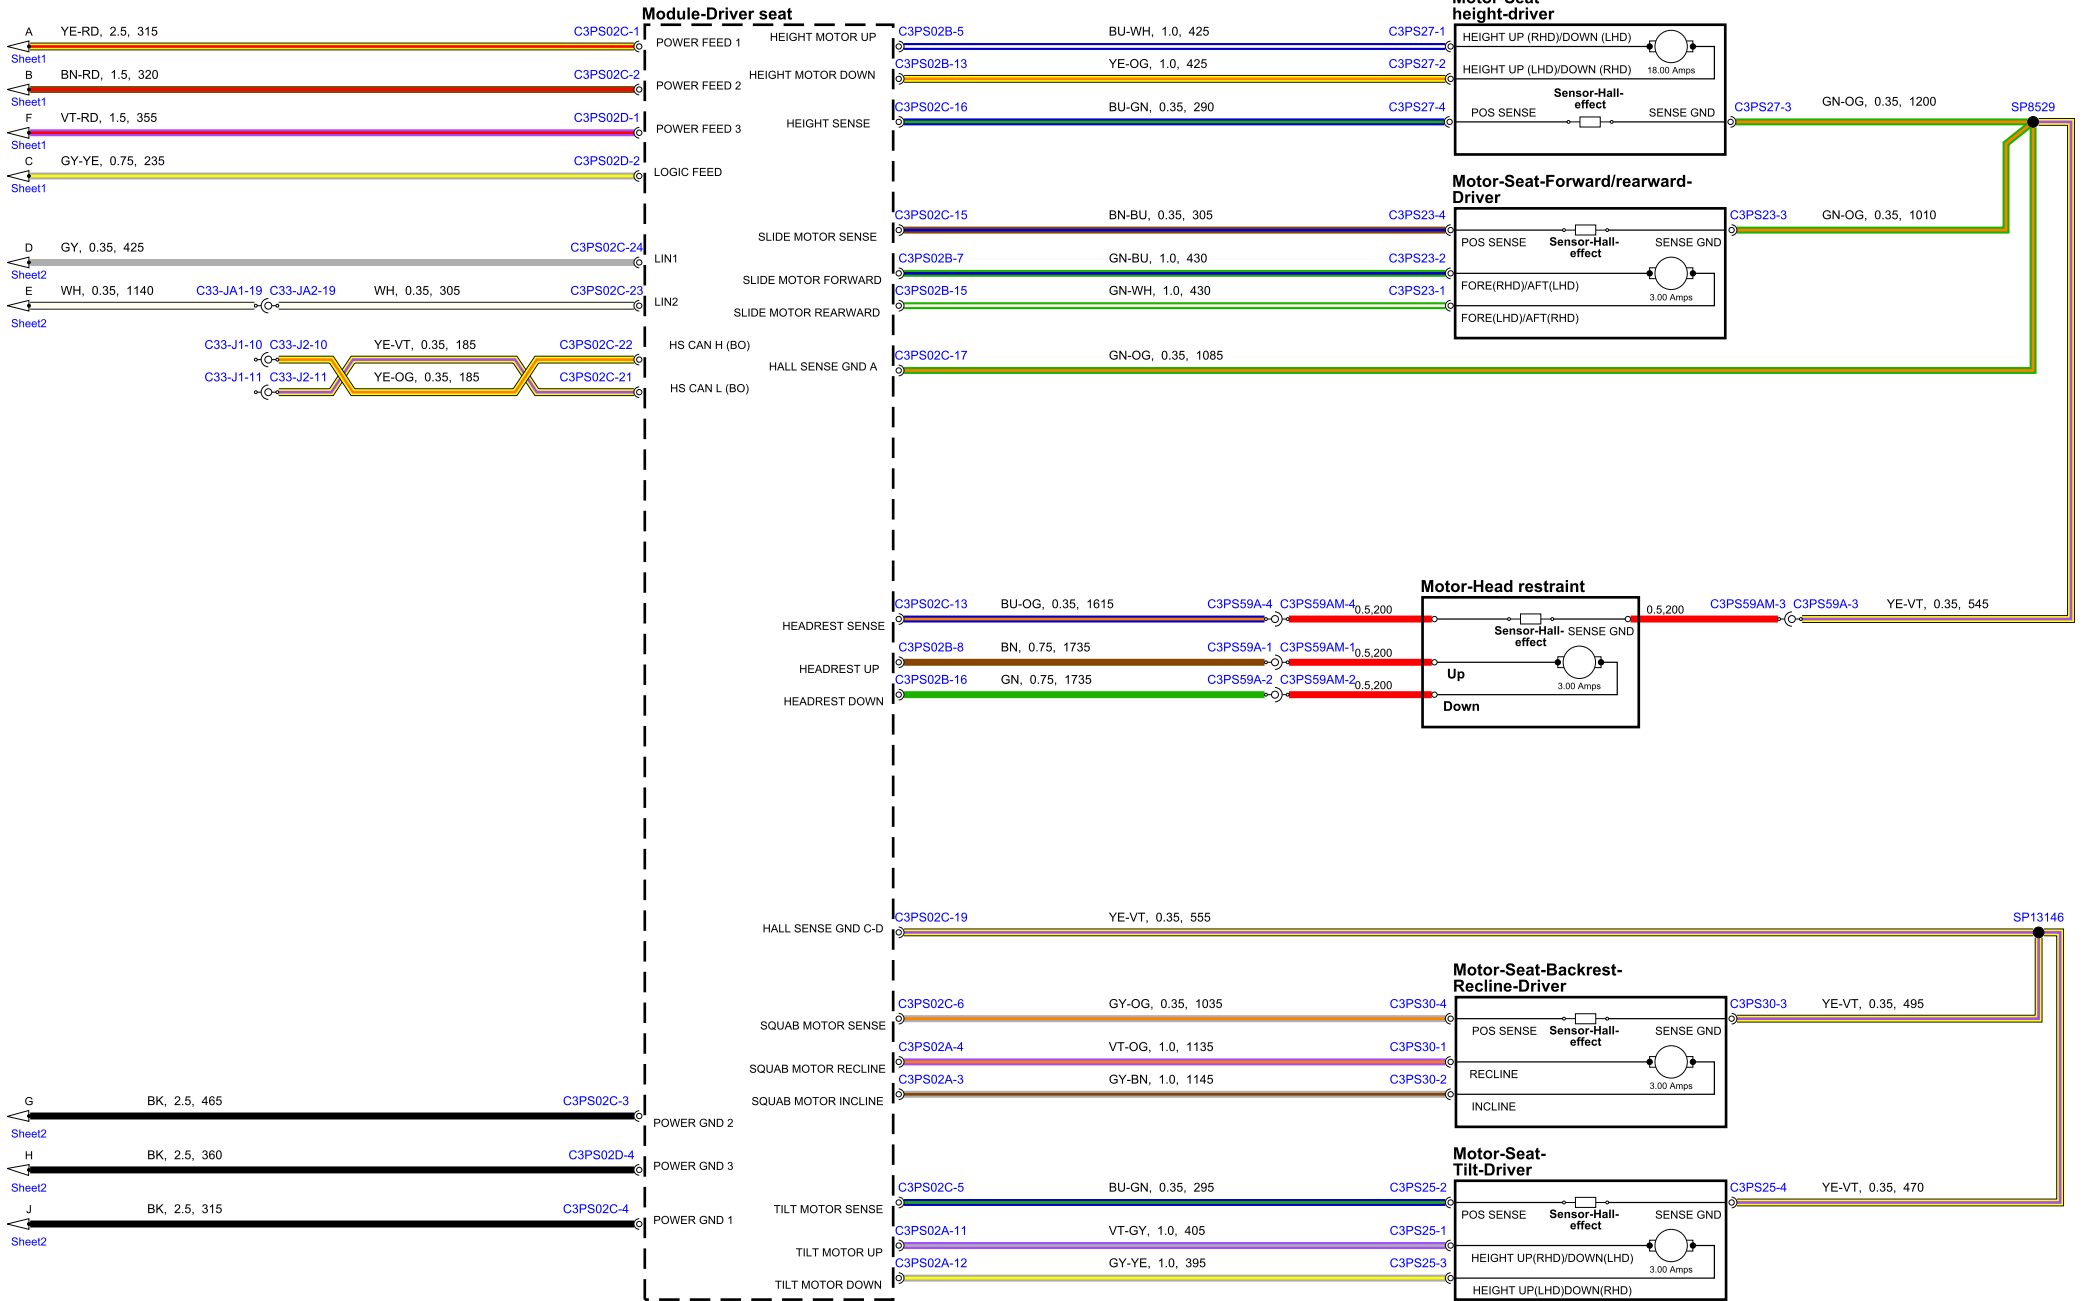 Module-Driver seat
A
YE-RD, 2.5, 315
C3PS02C-1
Sheet1
POWER FEED 1
B
BN-RD, 1.5, 320
C3PS02C-2
Sheet1
POWER FEED 2
F
VT-RD, 1.5, 355
C3PS02D-1
Sheet1
POWER FEED 3
C
GY-YE, 0.75, 235
C3PS02D-2
Sheet1
LOGIC FEED
D
GY, 0.35, 425
C3PS02C-24
Sheet2
LIN1
E
WH, 0.35, 1140
C33-JA1-19
C33-JA2-19
WH, 0.35, 305
C3PS02C-23
Sheet2
LIN2
C33-J1-10
C33-J2-10
YE-VT, 0.35, 185
C3PS02C-22
HS CAN H (BO)
C33-J1-11
C33-J2-11
YE-OG, 0.35, 185
C3PS02C-21
HS CAN L (BO)
G
BK, 2.5, 465
C3PS02C-3
Sheet2
POWER GND 2
H
BK, 2.5, 360
C3PS02D-4
Sheet2
POWER GND 3
J
BK, 2.5, 315
C3PS02C-4
Sheet2
POWER GND 1
Motor-Seat
height-driver
HEIGHT MOTOR UP
C3PS02B-5
BU-WH, 1.0, 425
C3PS27-1
HEIGHT UP (RHD)/DOWN (LHD)
HEIGHT MOTOR DOWN
C3PS02B-13
YE-OG, 1.0, 425
C3PS27-2
HEIGHT UP (LHD)/DOWN (RHD)
18.00 Amps
HEIGHT SENSE
C3PS02C-16
BU-GN, 0.35, 290
C3PS27-4
POS SENSE
Sensor-Hall-
effect
SENSE GND
C3PS27-3
GN-OG, 0.35, 1200
SP8529
Motor-Seat-Forward/rearward-
Driver
SLIDE MOTOR SENSE
C3PS02C-15
BN-BU, 0.35, 305
C3PS23-4
POS SENSE
Sensor-Hall-
effect
SENSE GND
C3PS23-3
GN-OG, 0.35, 1010
SLIDE MOTOR FORWARD
C3PS02B-7
GN-BU, 1.0, 430
C3PS23-2
FORE(RHD)/AFT(LHD)
3.00 Amps
SLIDE MOTOR REARWARD
C3PS02B-15
GN-WH, 1.0, 430
C3PS23-1
FORE(LHD)/AFT(RHD)
HALL SENSE GND A
C3PS02C-17
GN-OG, 0.35, 1085
Motor-Head restraint
HEADREST SENSE
C3PS02C-13
BU-OG, 0.35, 1615
C3PS59A-4
C3PS59AM-4
0.5,200
Sensor-Hall-
effect
SENSE GND
0.5,200
C3PS59AM-3
C3PS59A-3
YE-VT, 0.35, 545
HEADREST UP
C3PS02B-8
BN, 0.75, 1735
C3PS59A-1
C3PS59AM-1
0.5,200
Up
3.00 Amps
HEADREST DOWN
C3PS02B-16
GN, 0.75, 1735
C3PS59A-2
C3PS59AM-2
0.5,200
Down
HALL SENSE GND C-D
C3PS02C-19
YE-VT, 0.35, 555
SP13146
Motor-Seat-Backrest-
Recline-Driver
SQUAB MOTOR SENSE
C3PS02C-6
GY-OG, 0.35, 1035
C3PS30-4
POS SENSE
Sensor-Hall-
effect
SENSE GND
C3PS30-3
YE-VT, 0.35, 495
SQUAB MOTOR RECLINE
C3PS02A-4
VT-OG, 1.0, 1135
C3PS30-1
RECLINE
3.00 Amps
SQUAB MOTOR INCLINE
C3PS02A-3
GY-BN, 1.0, 1145
C3PS30-2
INCLINE
Motor-Seat-
Tilt-Driver
TILT MOTOR SENSE
C3PS02C-5
BU-GN, 0.35, 295
C3PS25-2
POS SENSE
Sensor-Hall-
effect
SENSE GND
C3PS25-4
YE-VT, 0.35, 470
TILT MOTOR UP
C3PS02A-11
VT-GY, 1.0, 405
C3PS25-1
HEIGHT UP(RHD)/DOWN(LHD)
3.00 Amps
TILT MOTOR DOWN
C3PS02A-12
GY-YE, 1.0, 395
C3PS25-3
HEIGHT UP(LHD)DOWN(RHD)